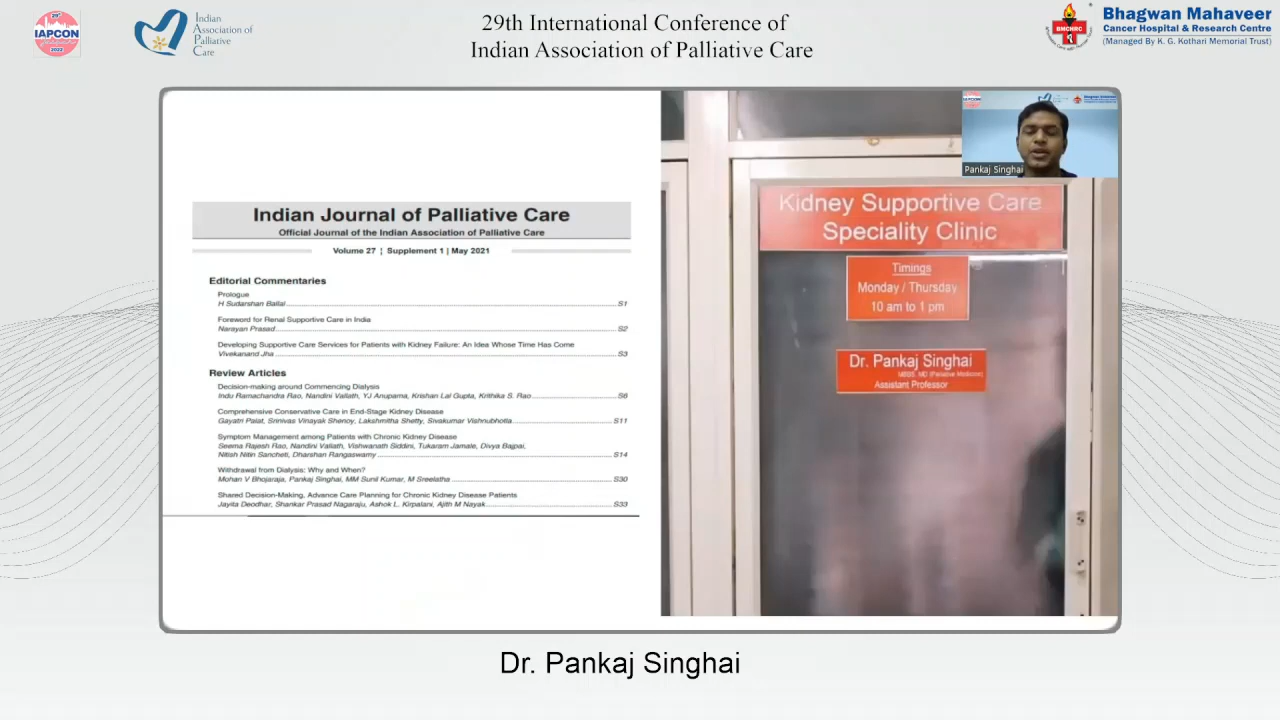 29th
IAPCON
2022
Indian
Association of
Palliative
Care
29th International Conference of
Indian Association of Palliative Care
BMCHRC
Bhagwan Mahaveer
Cancer Hospital & Research Centre
(Managed By K. G. Kothari Memorial Trust)
Indian Journal of Palliative Care
Official Journal of the Indian Association of Palliative Care
Volume 27 ¦ Supplement 1 | May 2021
Editorial Commentaries
Prologue
H Sudarshan Ballal S1
Foreword for Renal Supportive Care in India
Narayan Prasad S2
Developing Supportive Care Services for Patients with Kidney Failure: An Idea Whose Time Has Come
Vivekanand Jha S3
Review Articles
Decision-making around Commencing Dialysis
Indu Ramachandra Rao, Nandini Vallath, YJ Anupama, Krishan Lal Gupta, Krithika S. Rao S6
Comprehensive Conservative Care in End-Stage Kidney Disease
Gayatri Palat, Srinivas Vinayak Shenoy, Lakshmitha Shetty, Sivakumar Vishnubhotla S11
Symptom Management among Patients with Chronic Kidney Disease
Seema Rajesh Rao, Nandini Vallath, Vishwanath Siddini, Tukaram Jamale, Divya Bajpai,
Nitish Nitin Sancheti, Dharshan Rangaswamy S14
Withdrawal from Dialysis: Why and When?
Mohan V Bhojaraja, Pankaj Singhai, MM Sunil Kumar, M Sreelatha S30
Shared Decision-Making, Advance Care Planning for Chronic Kidney Disease Patients
Jayita Deodhar, Shankar Prasad Nagaraju, Ashok L. Kirpalani, Ajith M Nayak S33
Pankaj Singhai
Kidney Supportive Care
Speciality Clinic
Timings
Monday / Thursday
10 am to 1 pm
Dr. Pankaj Singhai
MBBS, MD (Palliative Medicine)
Assistant Professor
Dr. Pankaj Singhai